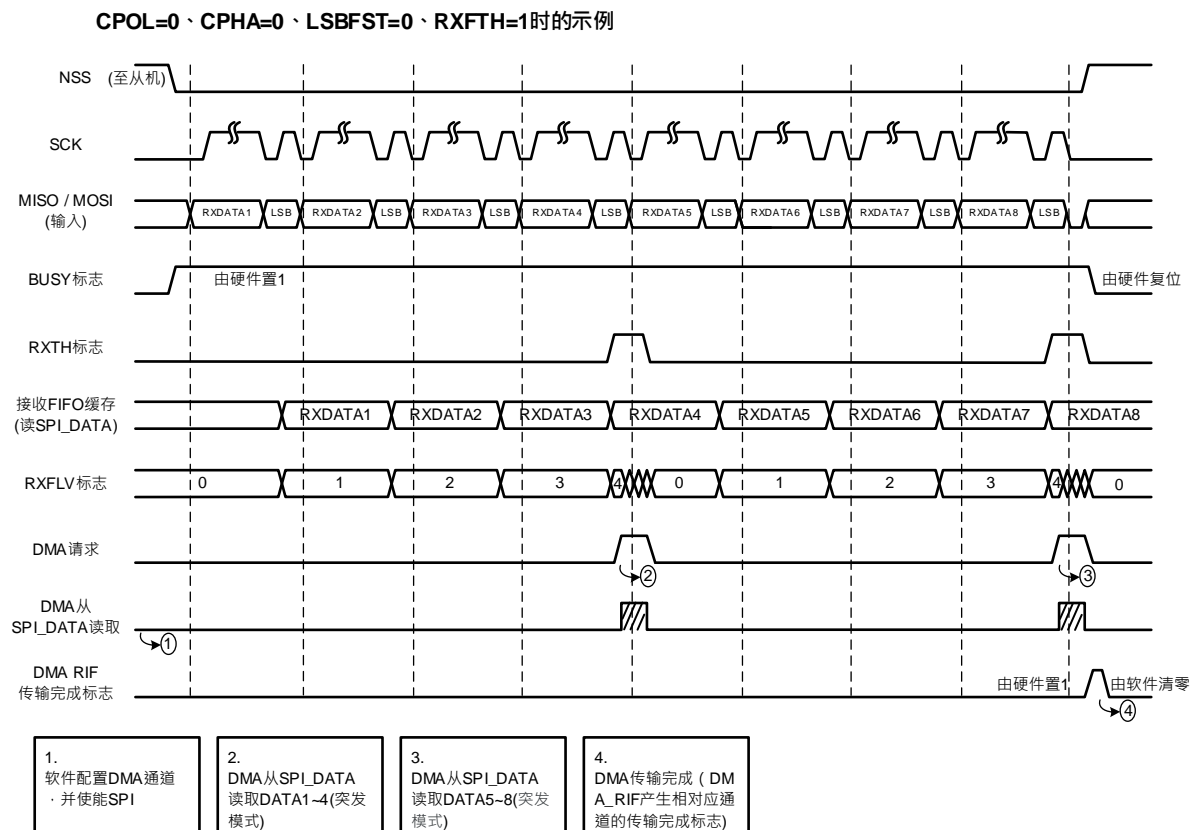 CPOL=0、CPHA=0、LSBFST=0、RXFTH=1时的示例
NSS (至从机)
SCK
MISO / MOSI
(输入)
RXDATA1 LSB RXDATA2 LSB RXDATA3 LSB RXDATA4 LSB RXDATA5 LSB RXDATA6 LSB RXDATA7 LSB RXDATA8 LSB
BUSY标志
由硬件置1
由硬件复位
RXTH标志
接收FIFO缓存
(读SPI_DATA)
RXDATA1 RXDATA2 RXDATA3 RXDATA4 RXDATA5 RXDATA6 RXDATA7 RXDATA8
RXFLV标志
0 1 2 3 4 0 1 2 3 4 0
DMA请求
② ③
DMA从
SPI_DATA读取
①
DMA RIF
传输完成标志
由硬件置1 由软件清零
④
1.
软件配置DMA通道
，并使能SPI
2.
DMA从SPI_DATA
读取DATA1~4(突发
模式)
3.
DMA从SPI_DATA
读取DATA5~8(突发
模式)
4.
DMA传输完成（DM
A_RIF产生相对应通
道的传输完成标志)